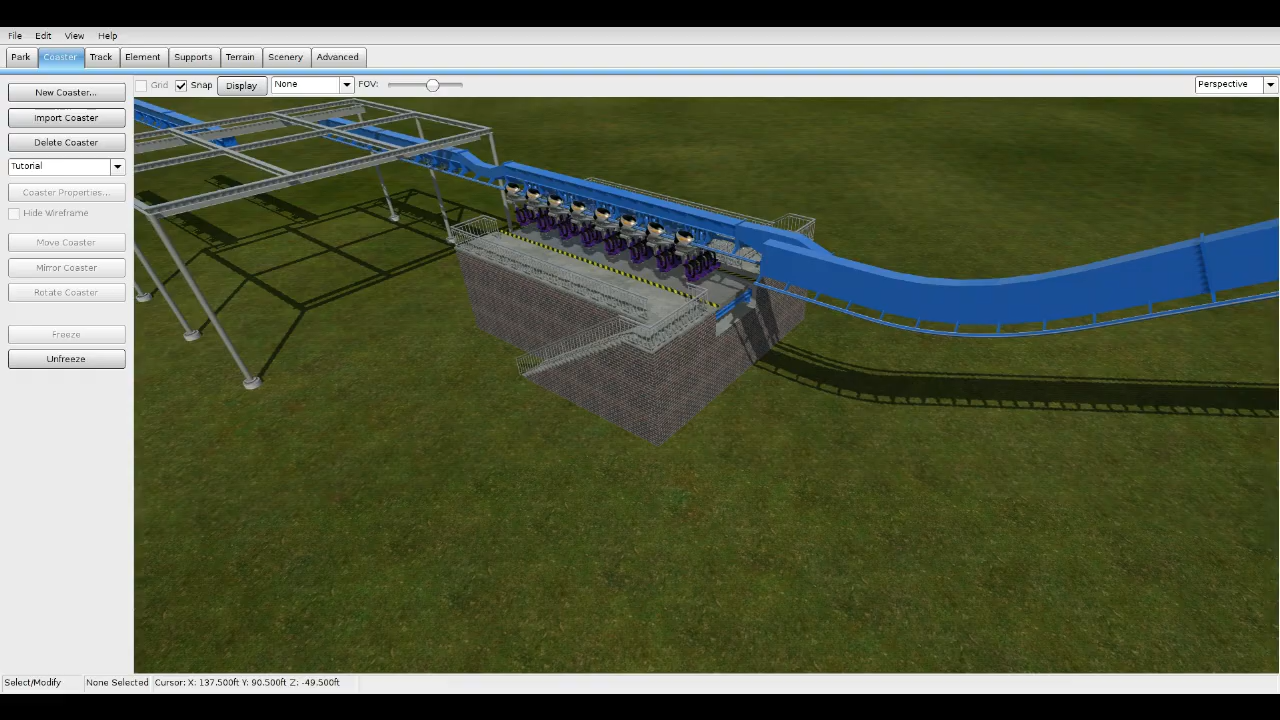 File Edit View Help
Park Coaster Track Element Supports Terrain Scenery Advanced
New Coaster... Grid Snap Display None FOV: Perspective
Import Coaster
Delete Coaster
Tutorial
Coaster Properties...
Hide Wireframe
Move Coaster
Mirror Coaster
Rotate Coaster
Freeze
Unfreeze
Select/Modify None Selected Cursor: X: 137.500ft Y: 90.500ft Z: -49.500ft